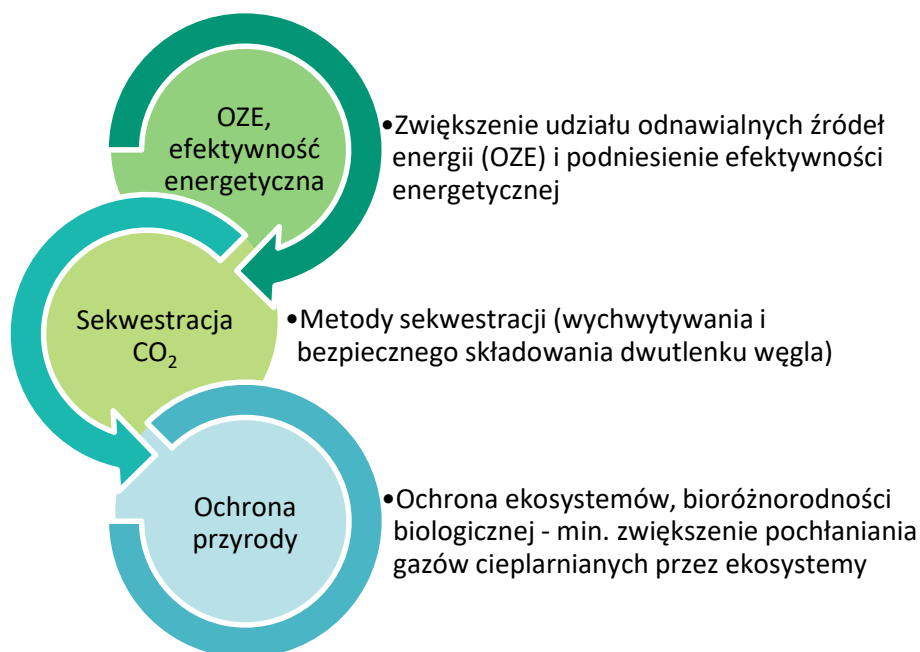 OZE,
efektywność
energetyczna
•Zwiększenie udziału odnawialnych źródeł
energii (OZE) i podniesienie efektywności
energetycznej
Sekwestracja
CO₂
•Metody sekwestracji (wychwytywania i
bezpiecznego składowania dwutlenku węgla)
Ochrona
przyrody
•Ochrona ekosystemów, bioróżnorodności
biologicznej - min. zwiększenie pochłaniania
gazów cieplarnianych przez ekosystemy